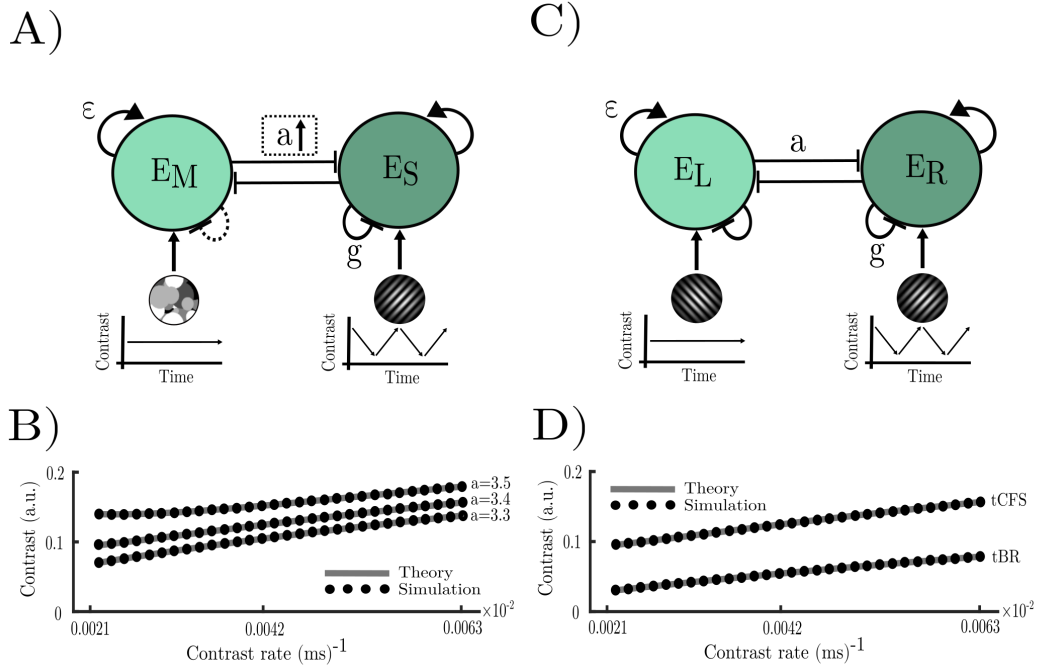 A)
ε
a
E_M
E_S
g
Contrast
Time
Contrast
Time
C)
ε
a
E_L
E_R
g
Contrast
Time
Contrast
Time
B)
Contrast (a.u.)
0.2
0.1
0
a=3.5
a=3.4
a=3.3
Theory
Simulation
×10^-2
0.0021
0.0042
0.0063
Contrast rate (ms)^-1
D)
Contrast (a.u.)
0.2
0.1
0
Theory
Simulation
tCFS
tBR
×10^-2
0.0021
0.0042
0.0063
Contrast rate (ms)^-1